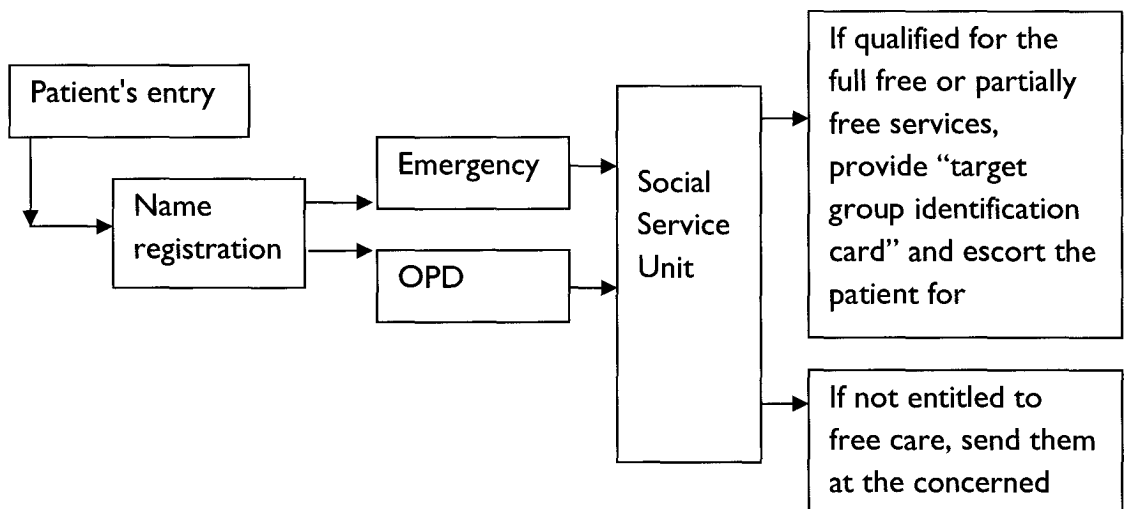 Patient's entry
Name
registration
Emergency
OPD
Social
Service
Unit
If qualified for the
full free or partially
free services,
provide “target
group identification
card” and escort the
patient for
If not entitled to
free care, send them
at the concerned